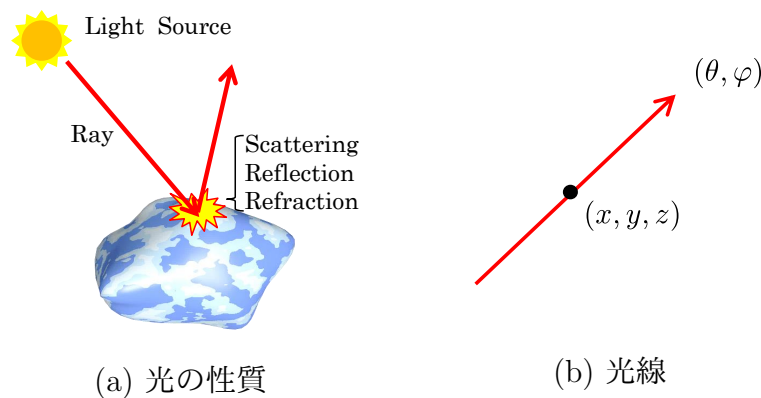 Light Source
Ray
Scattering
Reflection
Refraction
(a) 光の性質
(θ, φ)
(x, y, z)
(b) 光線